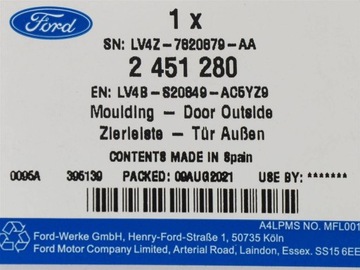 Ford
1 x
SN: LV4Z-7820879-AA
2 451 280
EN: LV4B-S20849-AC5YZ9
Moulding - Door Outside
Zierleiste - Tür Außen
CONTENTS MADE IN Spain
0095A 395139 PACKED: 09AUG2021 USE BY: *******
A4LPMS NO. MFL001
Ford-Werke GmbH, Henry-Ford-Straße 1, 50735 Köln
Ford Motor Company Limited, Arterial Road, Laindon, Essex. SS15 6EE